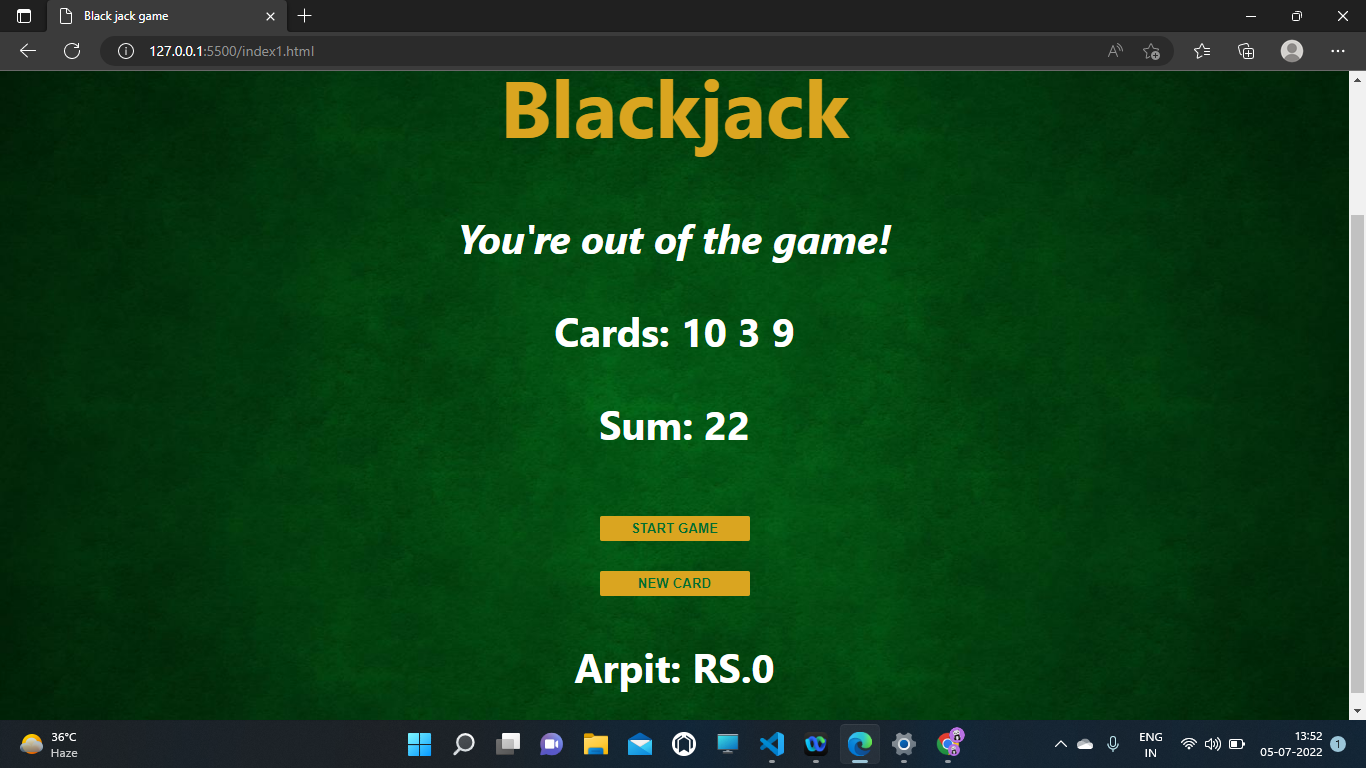 Black jack game
127.0.0.1:5500/index1.html
Blackjack
You're out of the game!
Cards: 10 3 9
Sum: 22
START GAME
NEW CARD
Arpit: RS.0
36°C
Haze
ENG
IN
13:52
05-07-2022
1